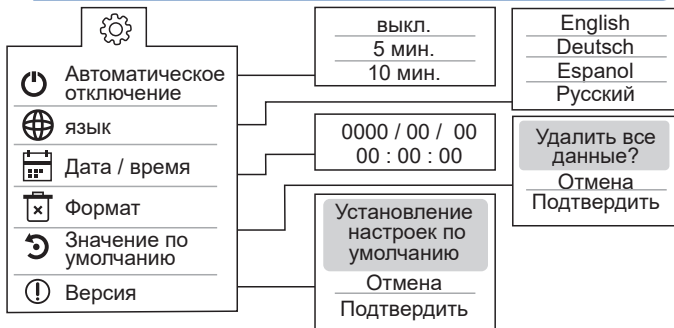 Автоматическое
отключение
язык
Дата / время
Формат
Значение по
умолчанию
Версия
выкл.
5 мин.
10 мин.
English
Deutsch
Espanol
Русский
0000 / 00 / 00
00 : 00 : 00
Удалить все
данные?
Отмена
Подтвердить
Установление
настроек по
умолчанию
Отмена
Подтвердить